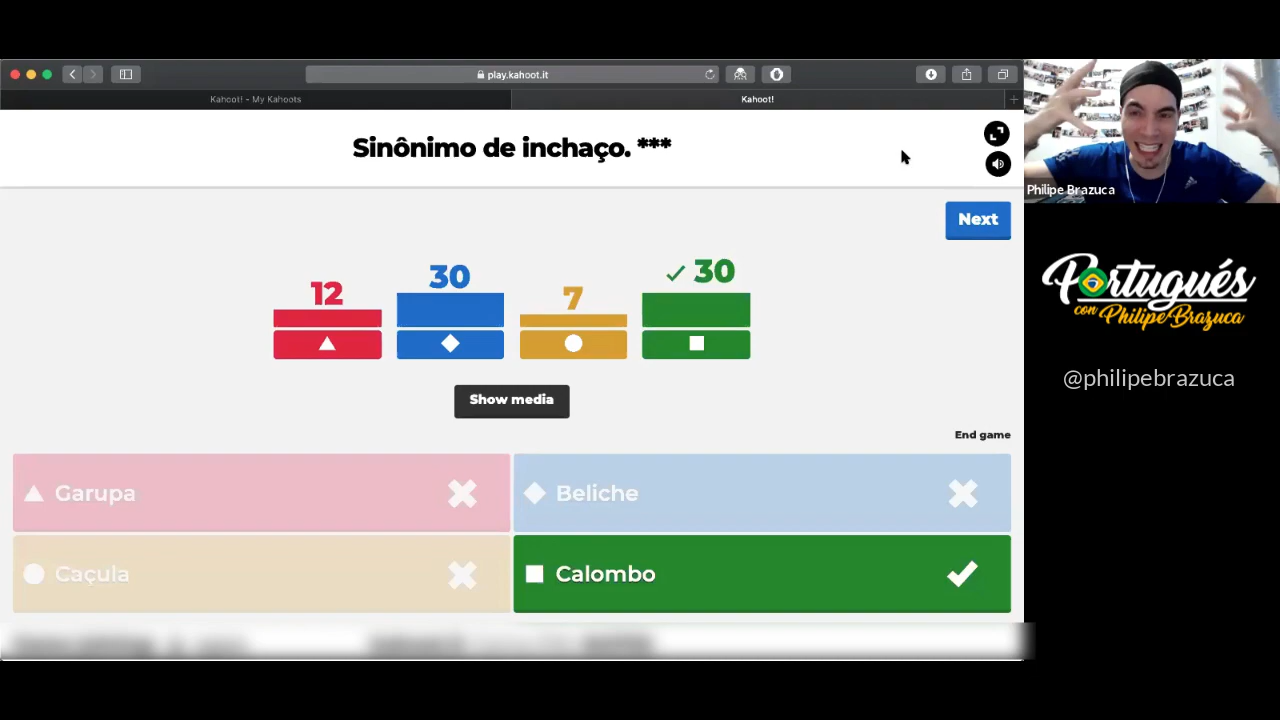 play.kahoot.it
Kahoot! - My Kahoots
Kahoot!
Sinônimo de inchaço. ***
Next
12
30
7
30
Show media
End game
Garupa
Beliche
Caçula
Calombo
Philipe Brazuca
Portugués
con Philipe Brazuca
@philipebrazuca